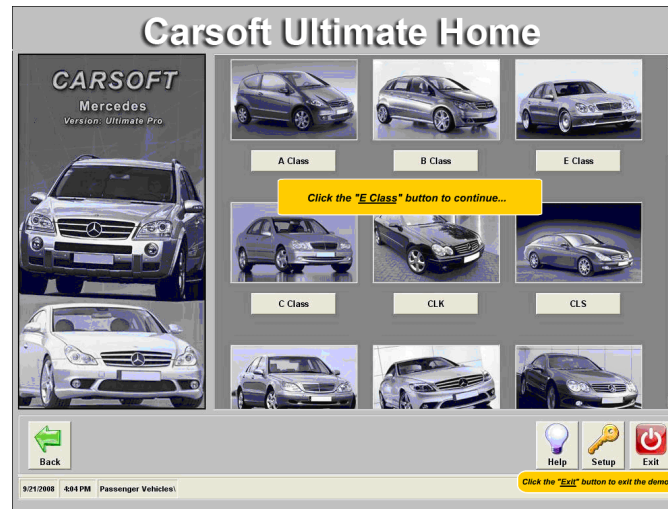 Carsoft Ultimate Home
CARSOFT
Mercedes
Version: Ultimate Pro
A Class
B Class
E Class
Click the "E Class" button to continue...
C Class
CLK
CLS
Back
Help
Setup
Exit
9/21/2008 4:04 PM Passenger Vehicles\
Click the "Exit" button to exit the demo